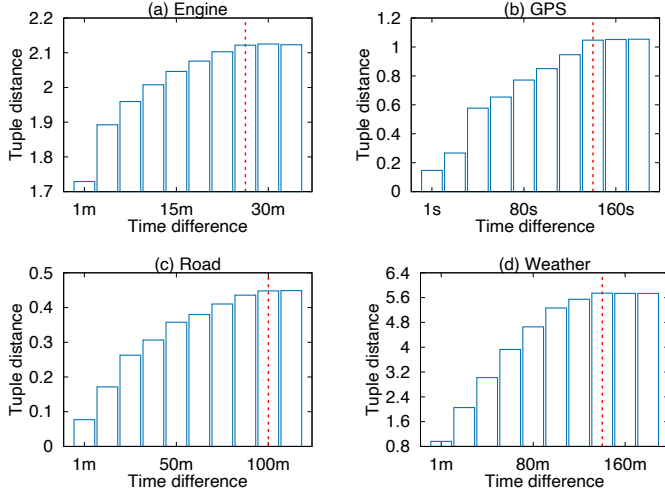 (a) Engine
2.2
2.1
2
1.9
1.8
1.7
Tuple distance
1m 15m 30m
Time difference
(b) GPS
1.2
1
0.8
0.6
0.4
0.2
0
Tuple distance
1s 80s 160s
Time difference
(c) Road
0.5
0.4
0.3
0.2
0.1
0
Tuple distance
1m 50m 100m
Time difference
(d) Weather
6.4
5.6
4.8
4
3.2
2.4
1.6
0.8
Tuple distance
1m 80m 160m
Time difference